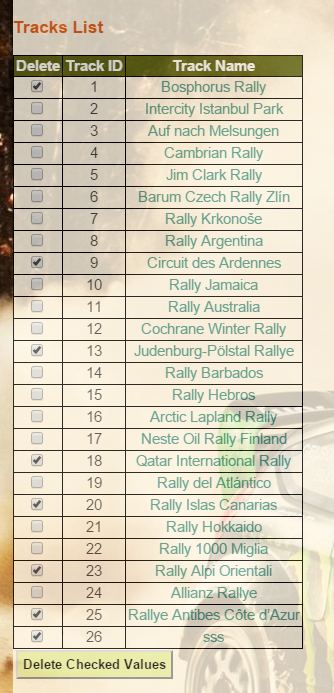 Tracks List
Delete Track ID Track Name
1 Bosphorus Rally
2 Intercity Istanbul Park
3 Auf nach Melsungen
4 Cambrian Rally
5 Jim Clark Rally
6 Barum Czech Rally Zlín
7 Rally Krkonoše
8 Rally Argentina
9 Circuit des Ardennes
10 Rally Jamaica
11 Rally Australia
12 Cochrane Winter Rally
13 Judenburg-Pölstal Rallye
14 Rally Barbados
15 Rally Hebros
16 Arctic Lapland Rally
17 Neste Oil Rally Finland
18 Qatar International Rally
19 Rally del Atlántico
20 Rally Islas Canarias
21 Rally Hokkaido
22 Rally 1000 Miglia
23 Rally Alpi Orientali
24 Allianz Rallye
25 Rallye Antibes Côte d'Azur
26 sss
Delete Checked Values